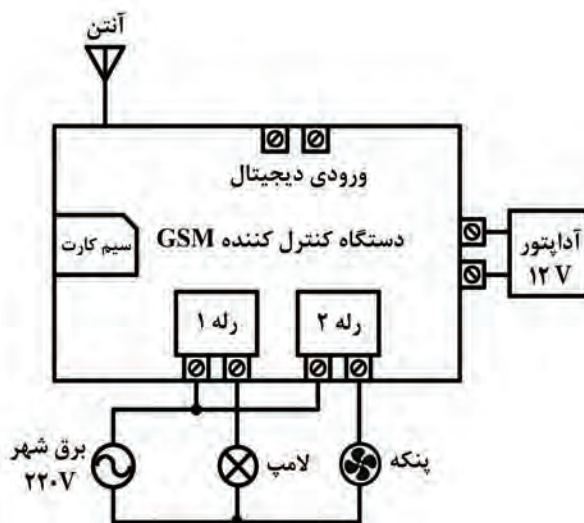 آنتن
ورودی دیجیتال
دستگاه کنترل کننده GSM
سیم کارت
آداپتور
۱۲ V
رله ۱
رله ۲
برق شهر
۲۲۰V
لامپ
پنکه